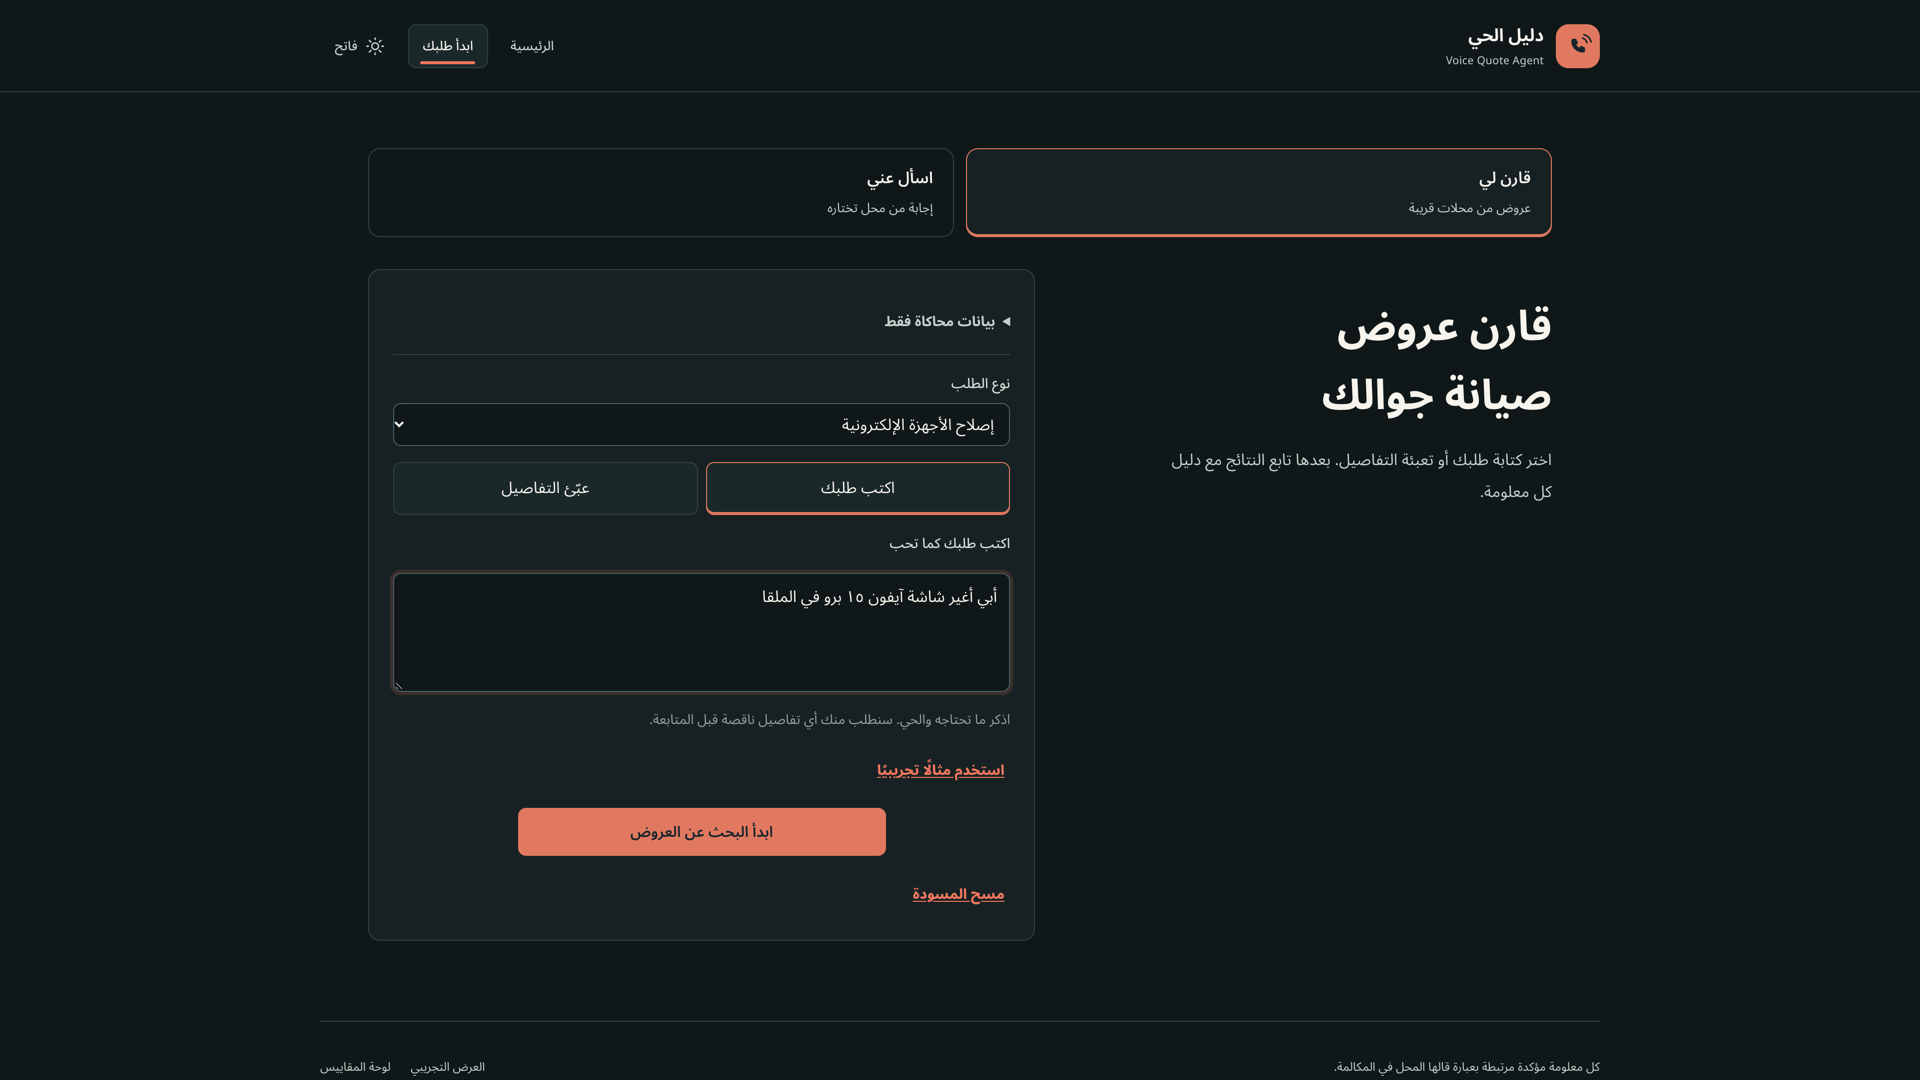 دليل الحي
Voice Quote Agent
الرئيسية
ابدأ طلبك
فاتح
قارن لي
عروض من محلات قريبة
اسأل عني
إجابة من محل تختاره
قارن عروض
صيانة جوالك
اختر كتابة طلبك أو تعبئة التفاصيل. بعدها تابع النتائج مع دليل
كل معلومة.
بيانات محاكاة فقط
نوع الطلب
إصلاح الأجهزة الإلكترونية
اكتب طلبك
عبّئ التفاصيل
اكتب طلبك كما تحب
أبي أغير شاشة آيفون ١٥ برو في الملقا
اذكر ما تحتاجه والحي. سنطلب منك أي تفاصيل ناقصة قبل المتابعة.
استخدم مثالًا تجريبيًا
ابدأ البحث عن العروض
مسح المسودة
كل معلومة مؤكدة مرتبطة بعبارة قالها المحل في المكالمة.
العرض التجريبي
لوحة المقاييس